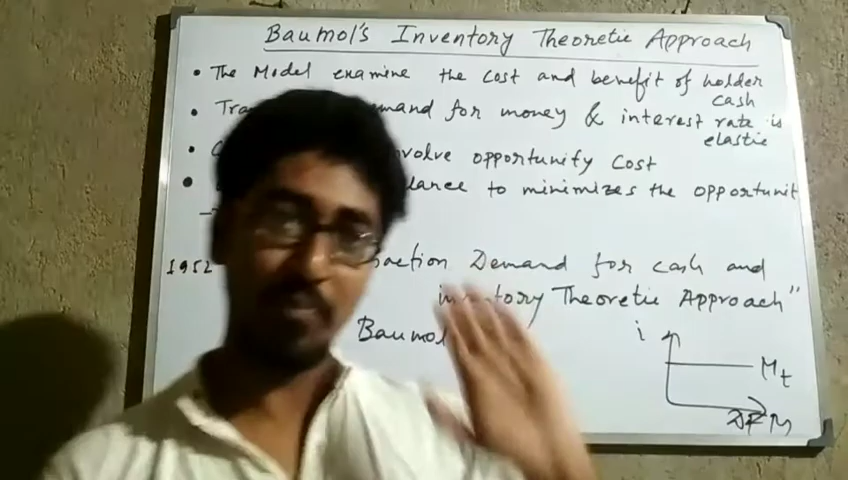 Baumol's Inventory Theoretic Approach
• The Model examine the cost and benefit of holder
cash
• Tra mand for money & interest rate is
elastic
• volve opportunity Cost
• lance to minimizes the opportunit
1952 action Demand for cash and
inventory Theoretic Approach"
Baumol
i
Mt
DFM